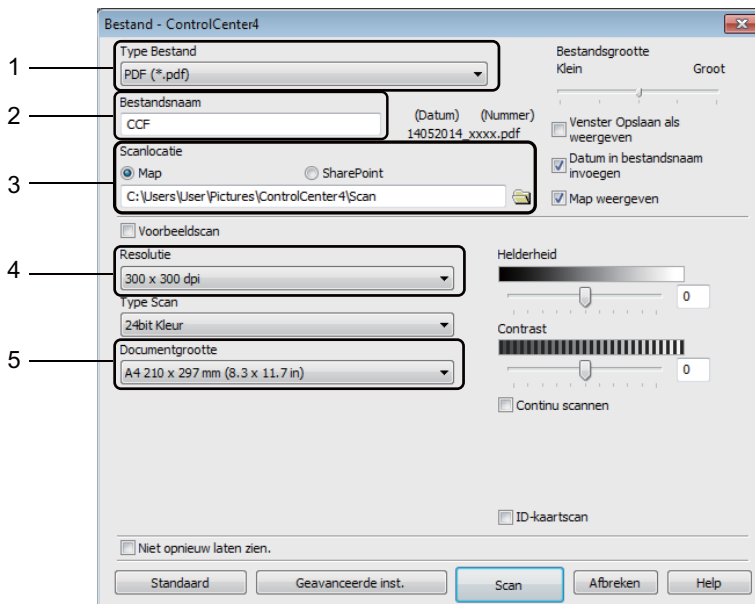 Bestand - ControlCenter4
1
Type Bestand
PDF (*.pdf)
Bestandsgrootte
Klein Groot
2
Bestandsnaam
CCF
(Datum) (Nummer)
14052014_xxxx.pdf
Venster Opslaan als
weergeven
Datum in bestandsnaam
invoegen
Map weergeven
3
Scanlocatie
Map SharePoint
C:\Users\User\Pictures\ControlCenter4\Scan
Voorbeeldscan
4
Resolutie
300 x 300 dpi
Type Scan
24bit Kleur
5
Documentgrootte
A4 210 x 297 mm (8.3 x 11.7 in)
Helderheid
0
Contrast
0
Continu scannen
ID-kaartscan
Niet opnieuw laten zien.
Standaard Geavanceerde inst. Scan Afbreken Help